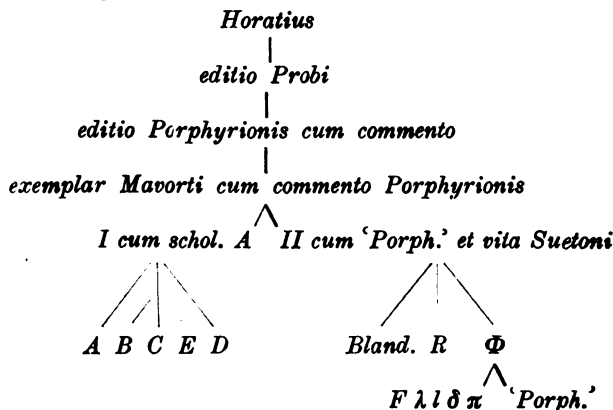 Horatius
editio Probi
editio Porphyrionis cum commento
exemplar Mavorti cum commento Porphyrionis
I cum schol. A II cum ‘Porph.’ et vita Suetoni
A B C E D Bland. R Φ
F λ l δ π ‘Porph.’